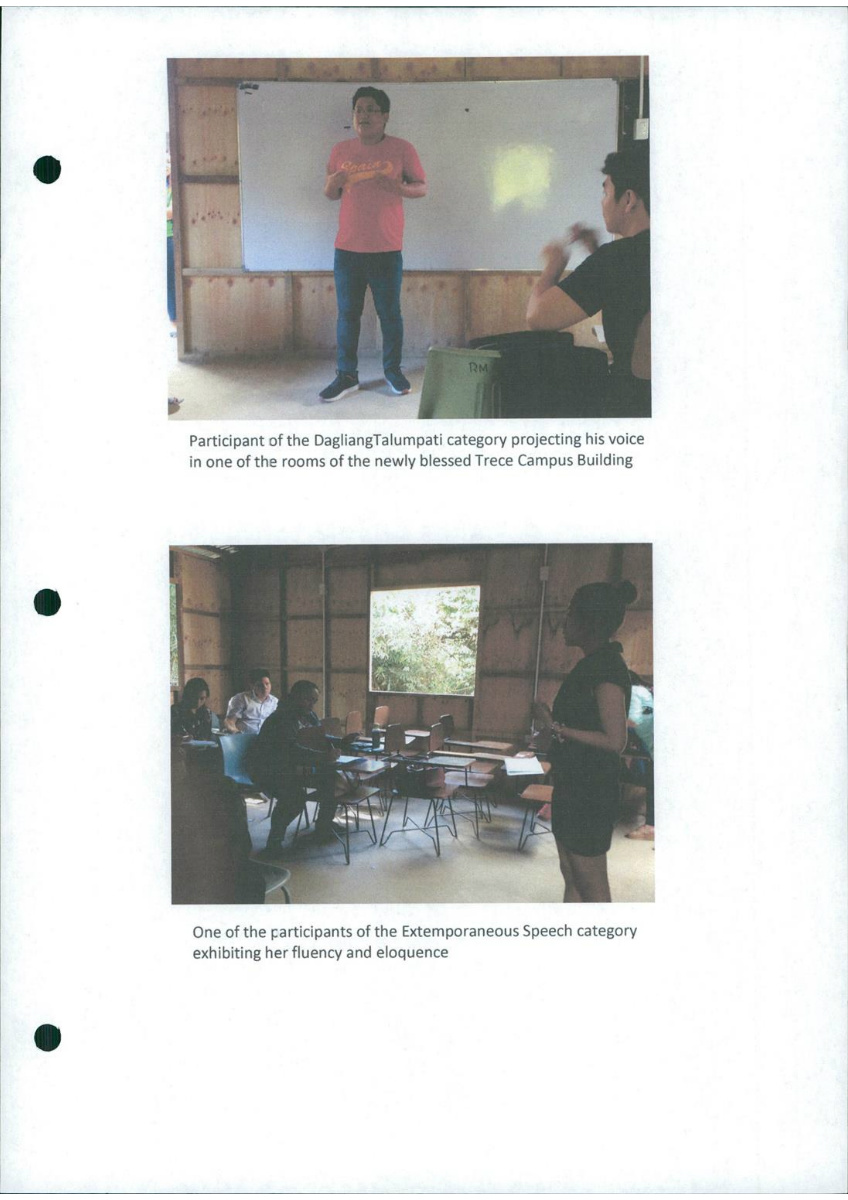 RM
Participant of the DagliangTalumpati category projecting his voice
in one of the rooms of the newly blessed Trece Campus Building
One of the participants of the Extemporaneous Speech category
exhibiting her fluency and eloquence